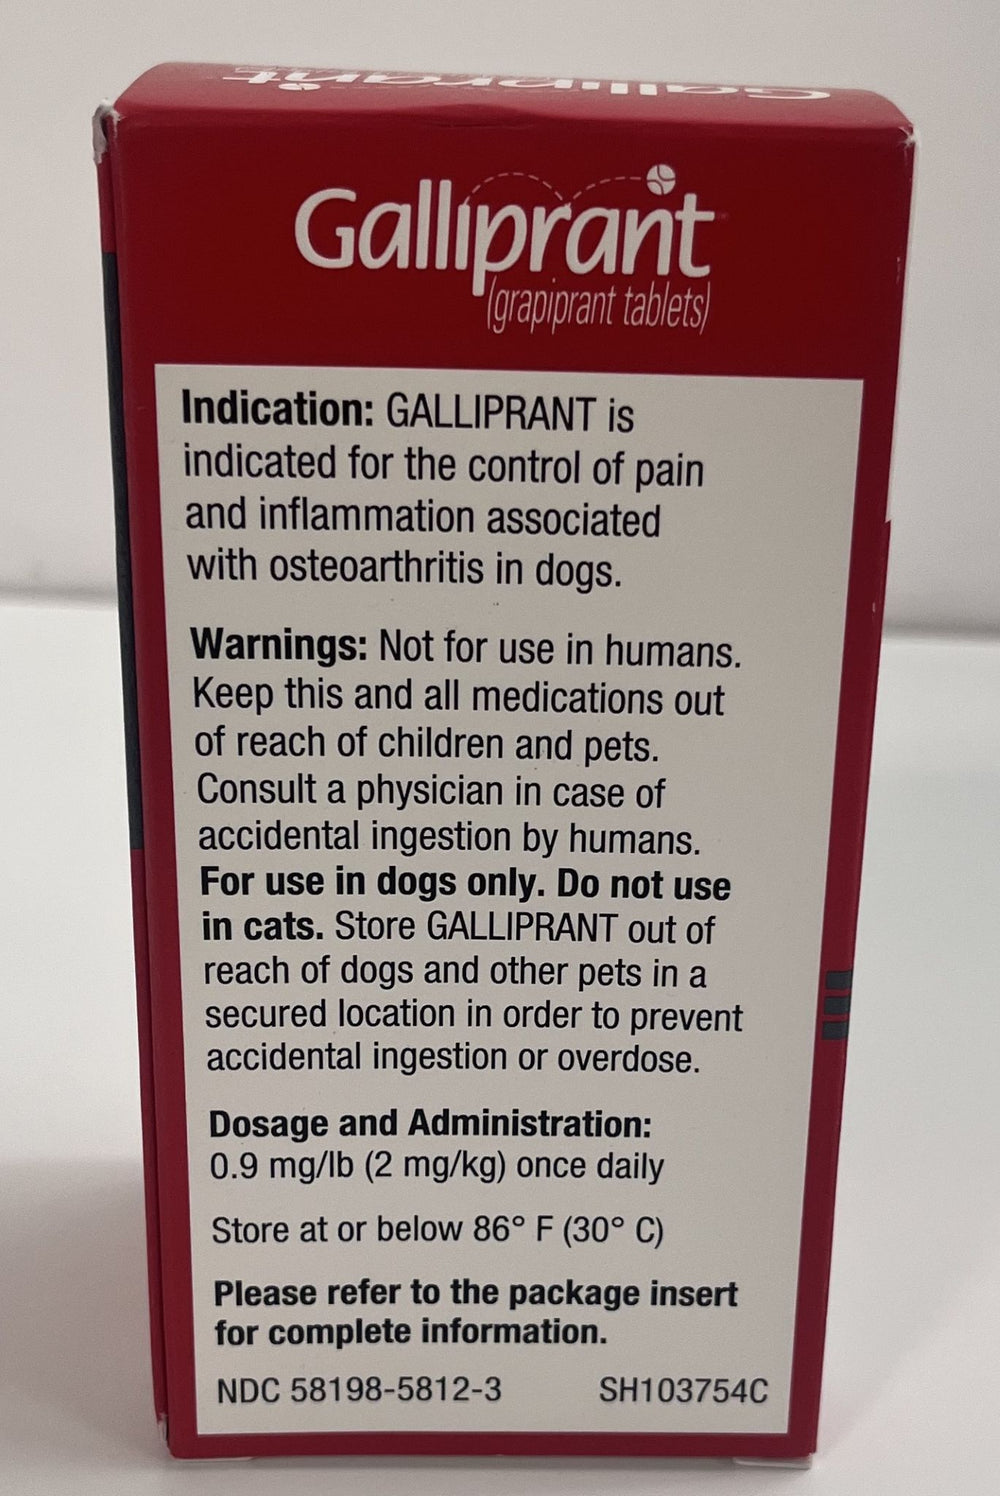 Galliprant
Galliprant
(grapiprant tablets)
Indication: GALLIPRANT is
indicated for the control of pain
and inflammation associated
with osteoarthritis in dogs.
Warnings: Not for use in humans.
Keep this and all medications out
of reach of children and pets.
Consult a physician in case of
accidental ingestion by humans.
For use in dogs only. Do not use
in cats. Store GALLIPRANT out of
reach of dogs and other pets in a
secured location in order to prevent
accidental ingestion or overdose.
Dosage and Administration:
0.9 mg/lb (2 mg/kg) once daily
Store at or below 86° F (30° C)
Please refer to the package insert
for complete information.
NDC 58198-5812-3 SH103754C